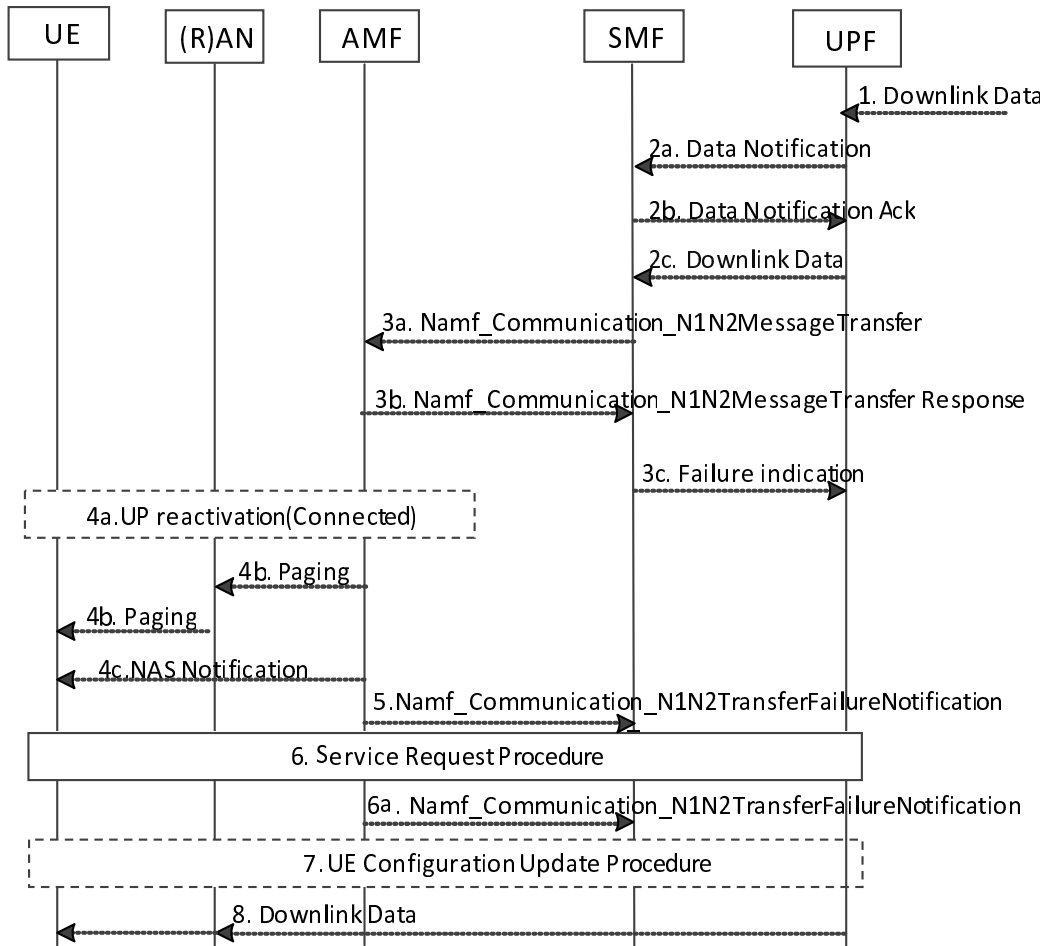 UE
(R)AN
AMF
SMF
UPF
1. Downlink Data
2a. Data Notification
2b. Data Notification Ack
2c. Downlink Data
3a. Namf_Communication_N1N2MessageTransfer
3b. Namf_Communication_N1N2MessageTransfer Response
3c. Failure indication
4a.UP reactivation(Connected)
4b. Paging
4b. Paging
4c.NAS Notification
5.Namf_Communication_N1N2TransferFailureNotification
6. Service Request Procedure
6a. Namf_Communication_N1N2TransferFailureNotification
7. UE Configuration Update Procedure
8. Downlink Data